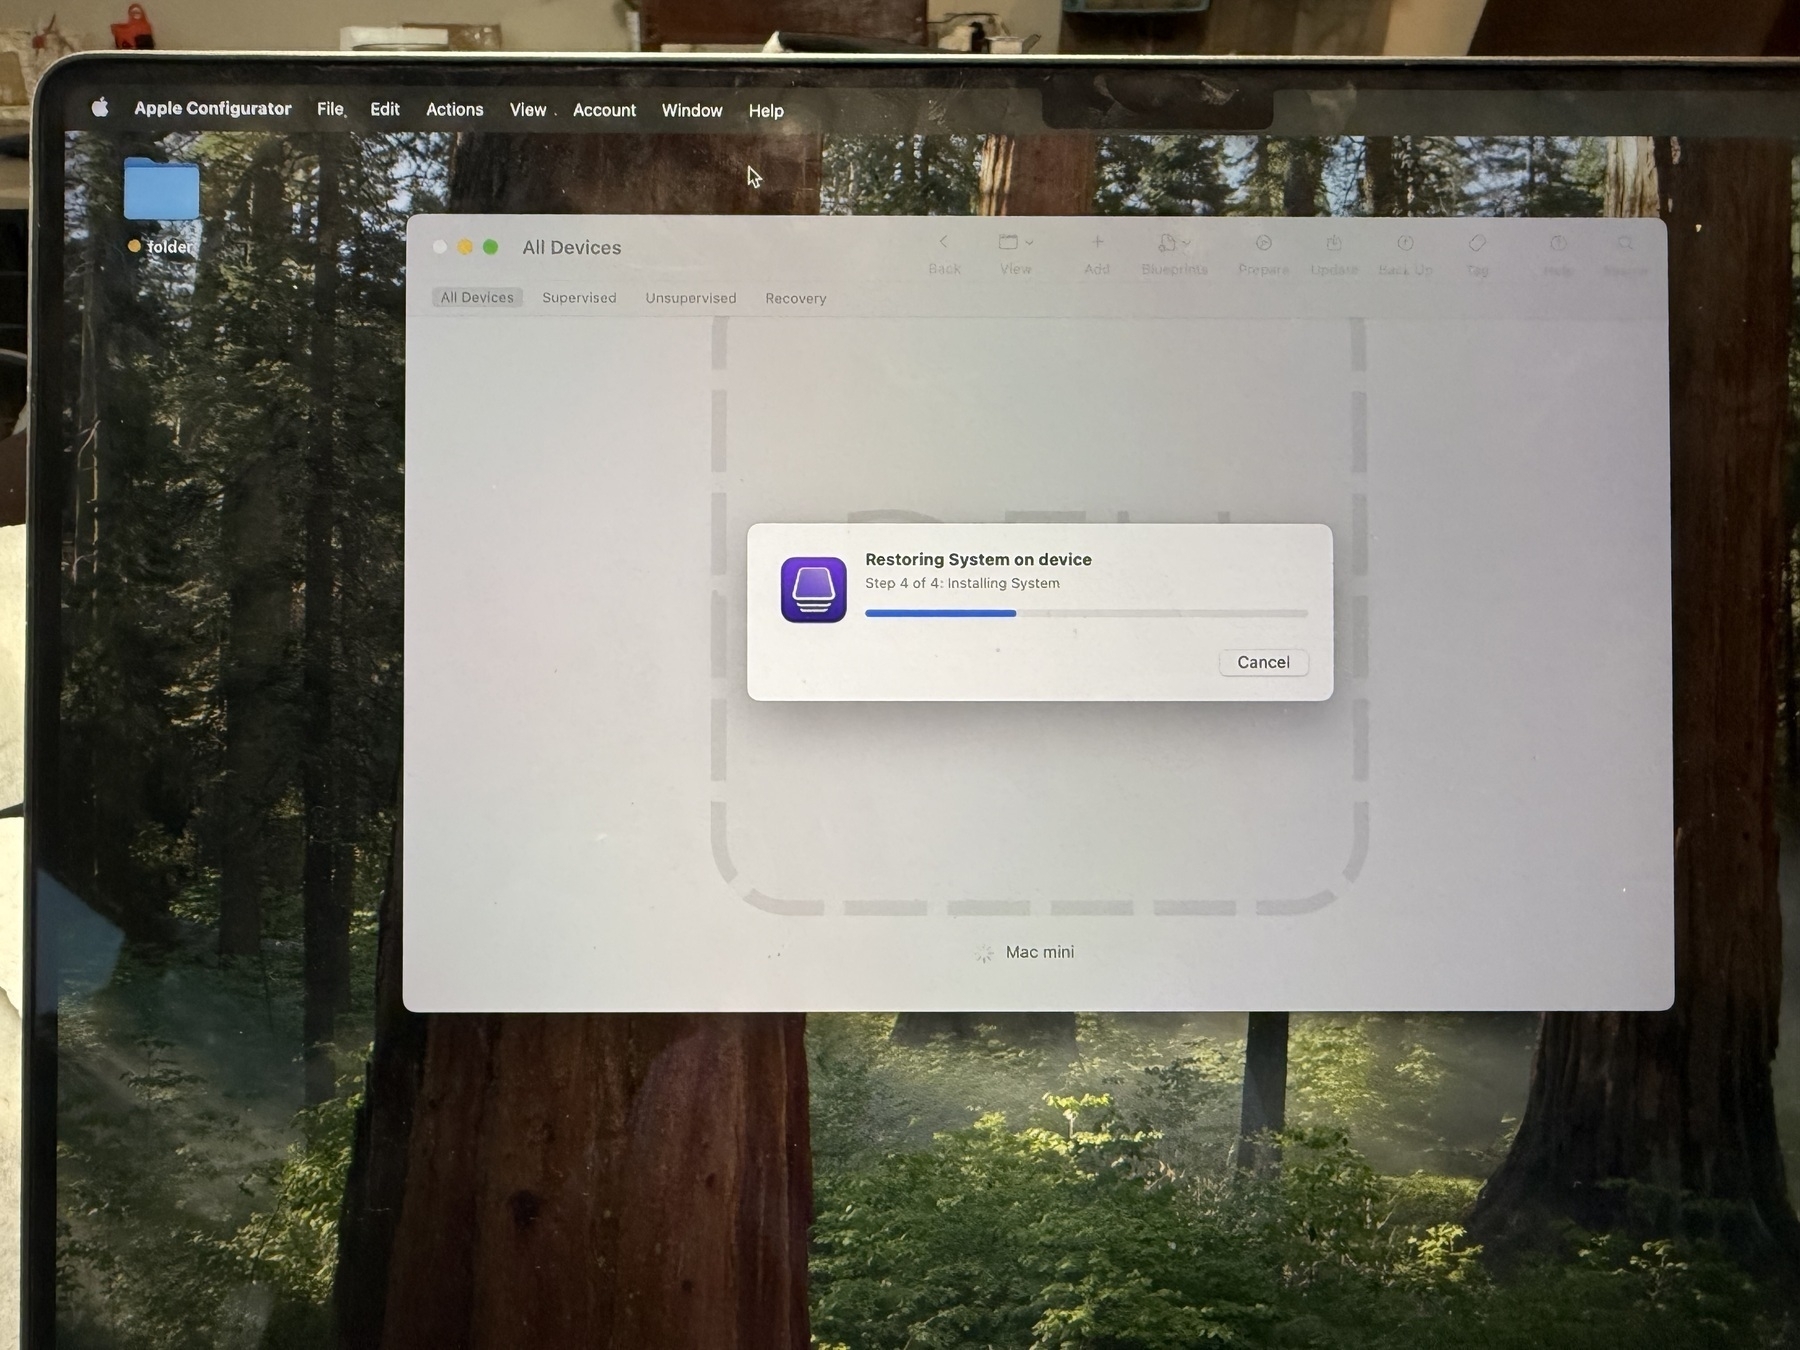 Apple Configurator File Edit Actions View Account Window Help
folder
All Devices
Back View Add Blueprints Prepare Update Back Up Tag Help
All Devices Supervised Unsupervised Recovery
DFU
Restoring System on device
Step 4 of 4: Installing System
Cancel
Mac mini